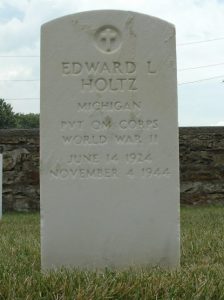 EDWARD L
HOLTZ
MICHIGAN
PVT QM CORPS
WORLD WAR II
JUNE 14 1924
NOVEMBER 4 1944